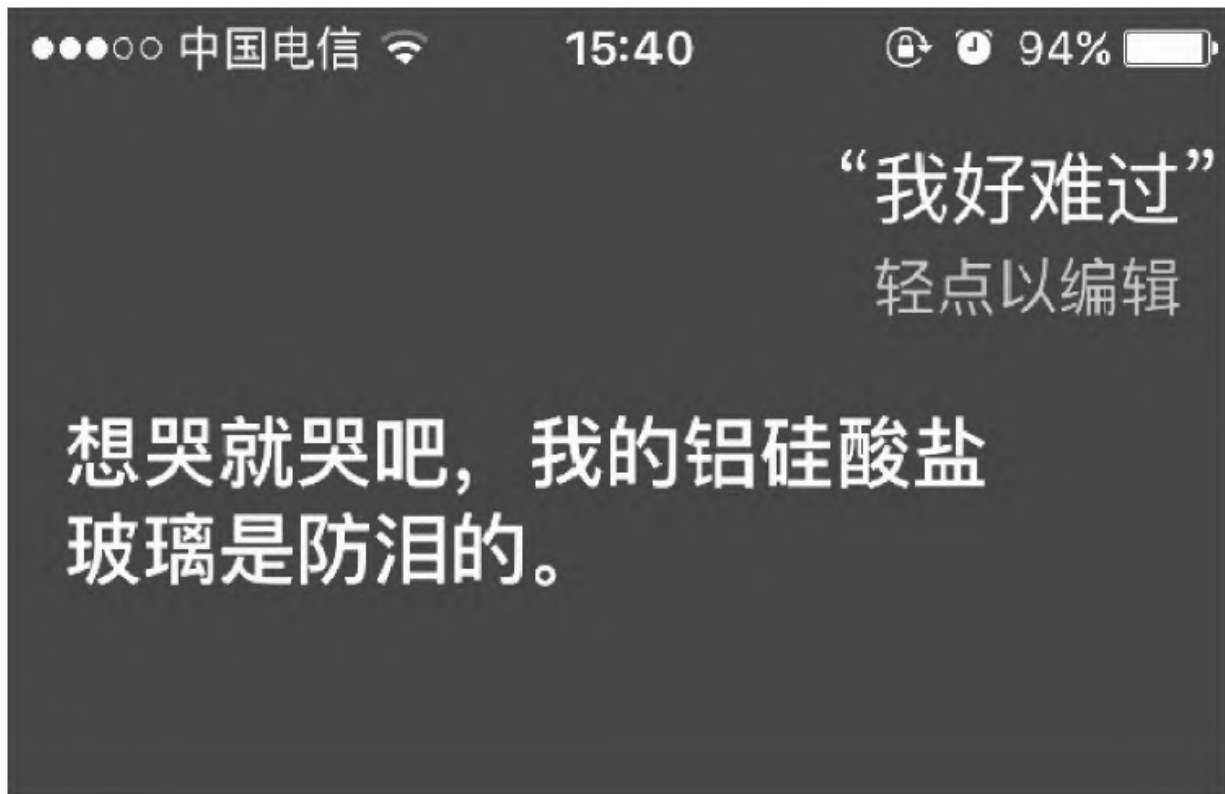 中国电信 15:40 94%
“我好难过”
轻点以编辑
想哭就哭吧，我的铝硅酸盐
玻璃是防泪的。